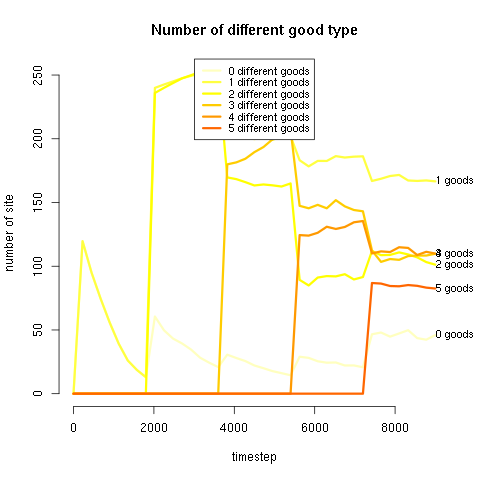 Number of different good type
0 different goods
1 different goods
2 different goods
3 different goods
4 different goods
5 different goods
250
200
150
100
50
0
number of site
1 goods
goods
2 goods
5 goods
0 goods
0
2000
4000
6000
8000
timestep